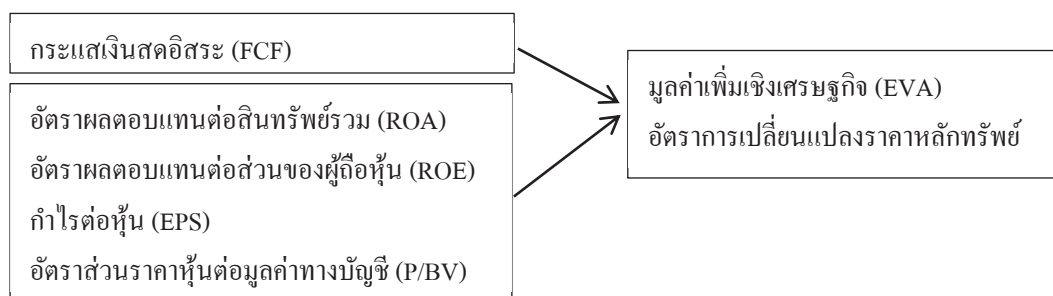 กระแสเงินสดอิสระ (FCF)
อัตราผลตอบแทนต่อสินทรัพย์รวม (ROA)
อัตราผลตอบแทนต่อส่วนของผู้ถือหุ้น (ROE)
กำไรต่อหุ้น (EPS)
อัตราส่วนราคาหุ้นต่อมูลค่าทางบัญชี (P/BV)
มูลค่าเพิ่มเชิงเศรษฐกิจ (EVA)
อัตราการเปลี่ยนแปลงราคาหลักทรัพย์